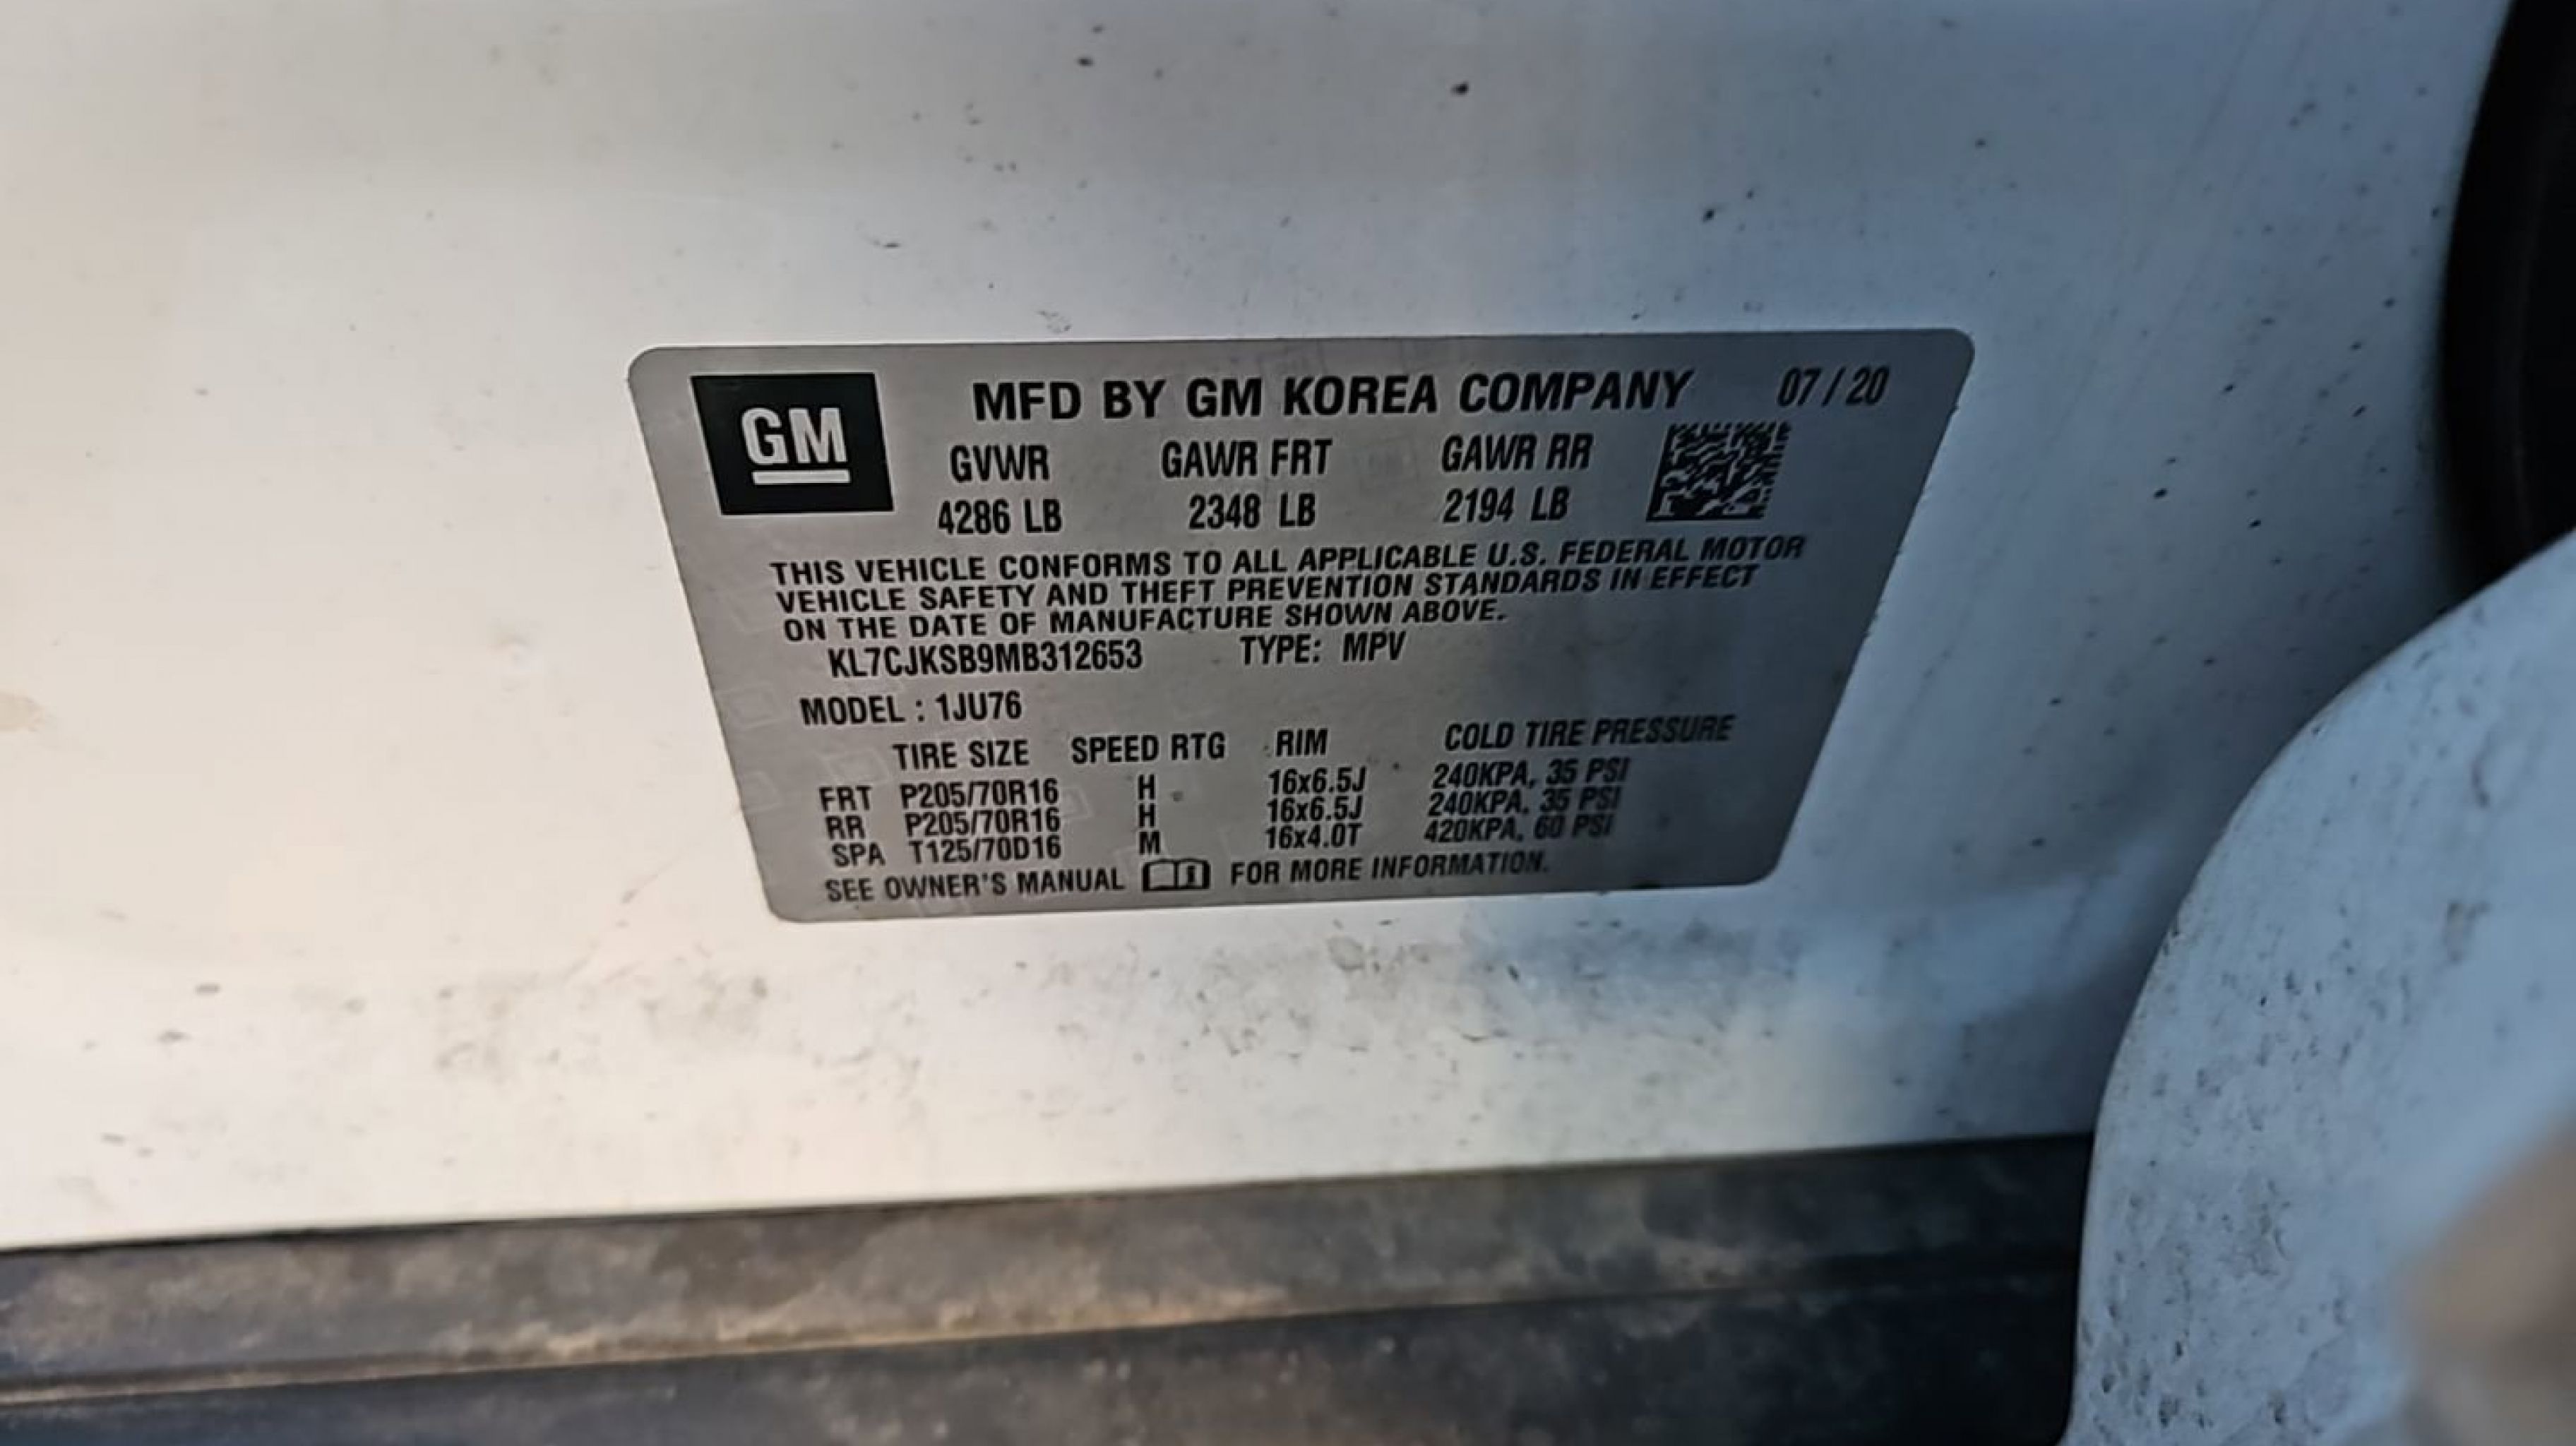 GM
MFD BY GM KOREA COMPANY 07/20
GVWR GAWR FRT GAWR RR
4286 LB 2348 LB 2194 LB
THIS VEHICLE CONFORMS TO ALL APPLICABLE U.S. FEDERAL MOTOR
VEHICLE SAFETY AND THEFT PREVENTION STANDARDS IN EFFECT
ON THE DATE OF MANUFACTURE SHOWN ABOVE.
KL7CJKSB9MB312653 TYPE: MPV
MODEL : 1JU76
TIRE SIZE SPEED RTG RIM COLD TIRE PRESSURE
FRT P205/70R16 H 16x6.5J 240KPA, 35 PSI
RR P205/70R16 H 16x6.5J 240KPA, 35 PSI
SPA T125/70D16 M 16x4.0T 420KPA, 60 PSI
SEE OWNER'S MANUAL FOR MORE INFORMATION.